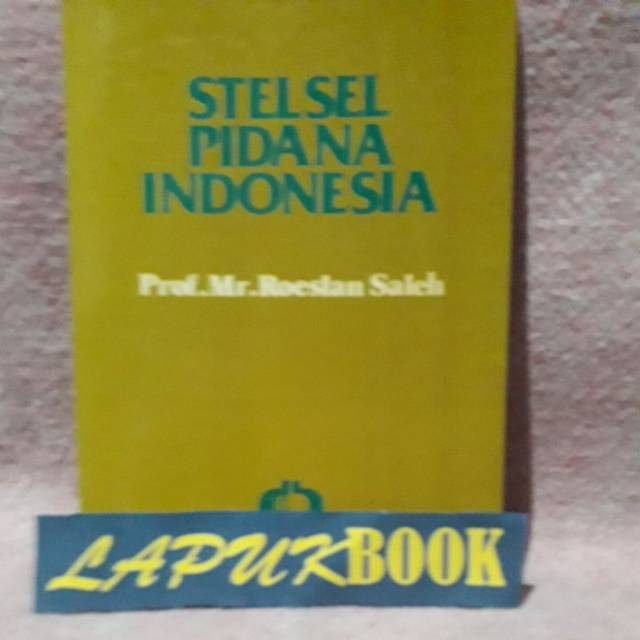 STELSEL
PIDANA
INDONESIA
Prof.Mr.Roeslan Saleh
LAPUKBOOK